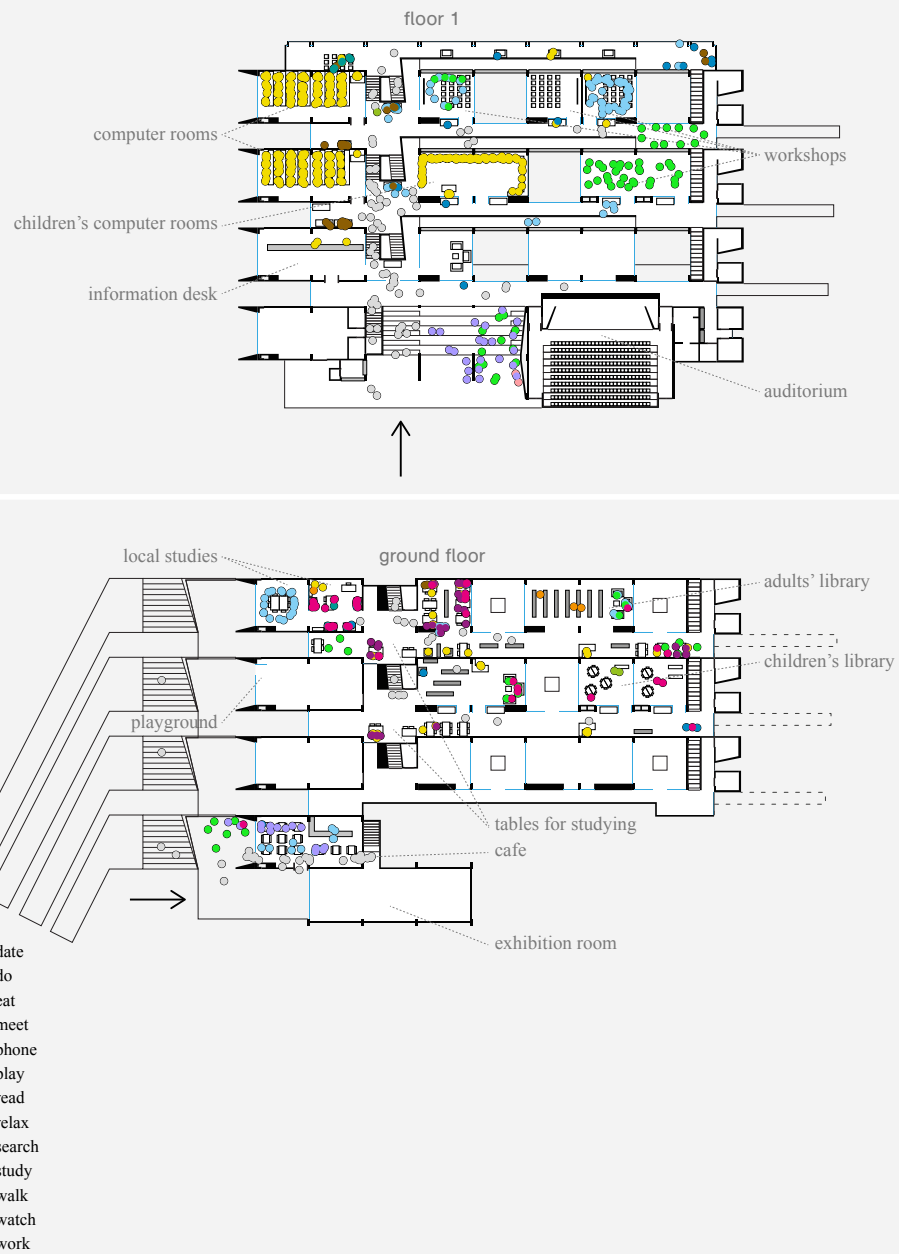 floor 1
computer rooms
workshops
children's computer rooms
information desk
auditorium
local studies
ground floor
adults' library
children's library
playground
tables for studying
cafe
exhibition room
date
do
eat
meet
phone
play
read
relax
search
study
walk
watch
work